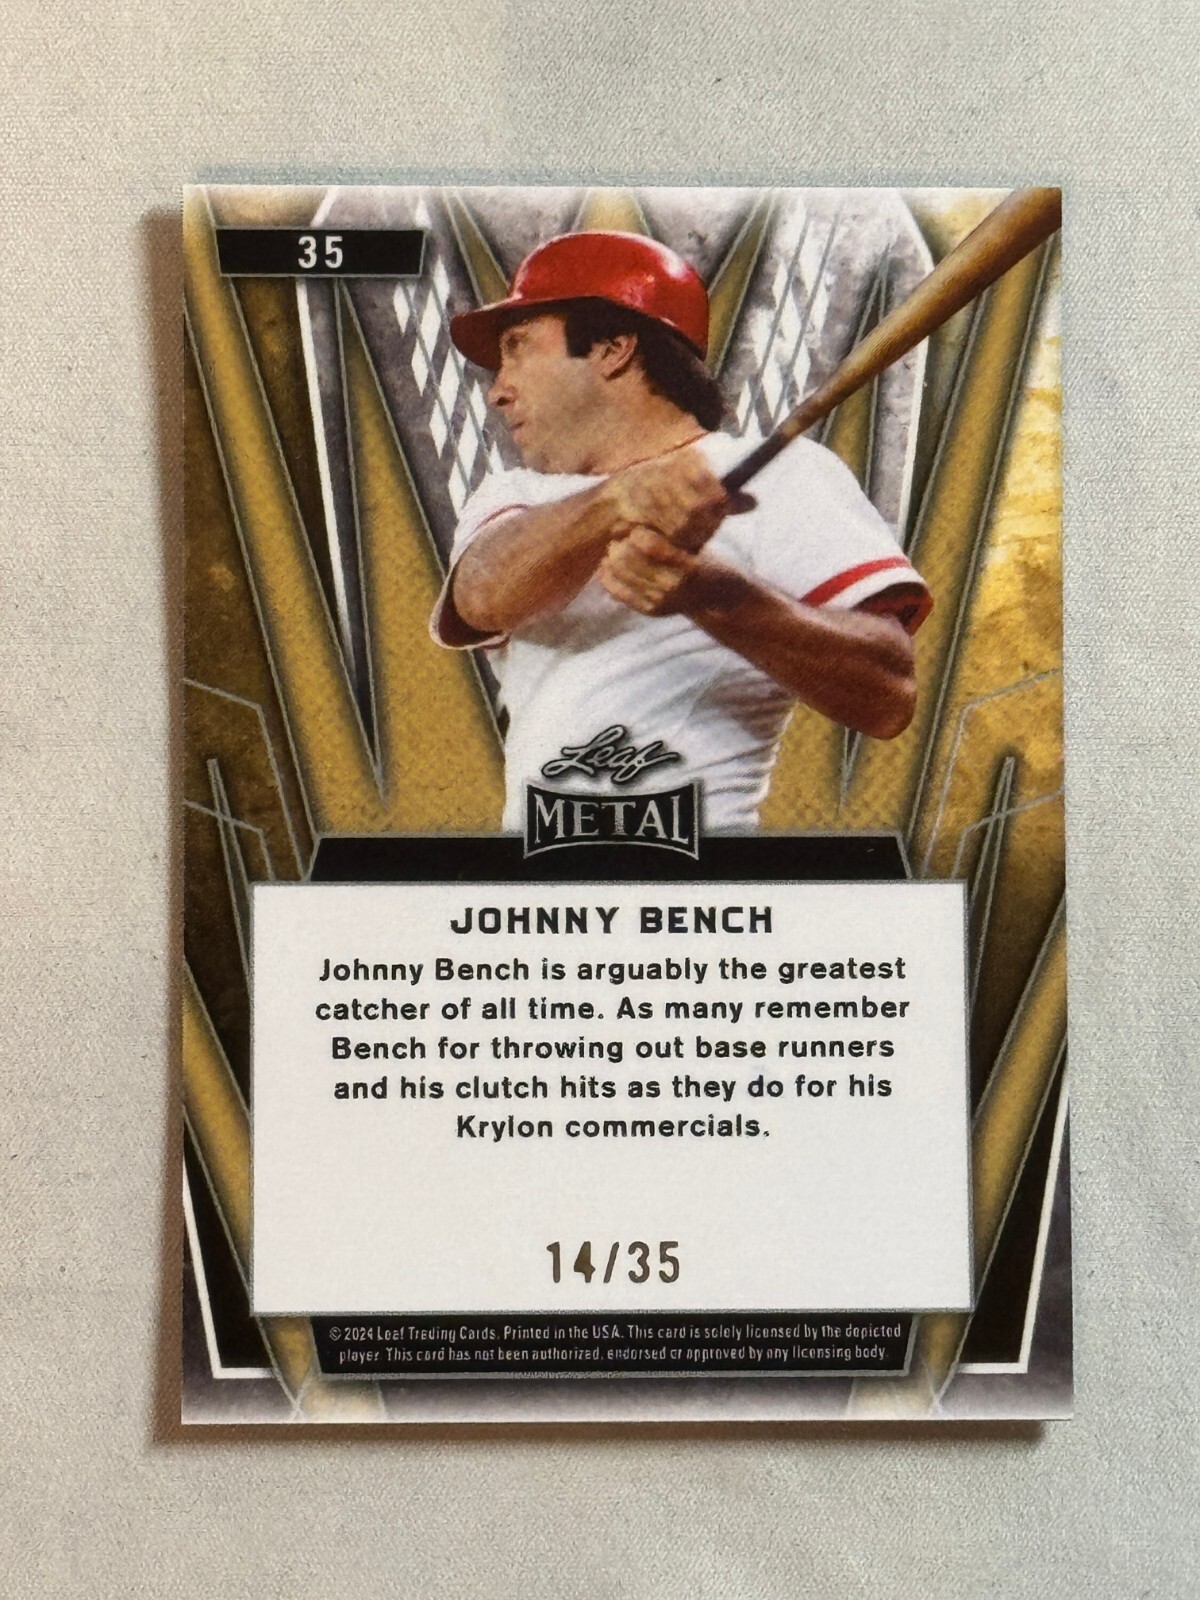 35
Leaf
METAL
JOHNNY BENCH
Johnny Bench is arguably the greatest
catcher of all time. As many remember
Bench for throwing out base runners
and his clutch hits as they do for his
Krylon commercials.
14/35
© 2024 Leaf Trading Cards. Printed in the USA. This card is solely licensed by the depicted
player. This card has not been authorized, endorsed or approved by any licensing body.